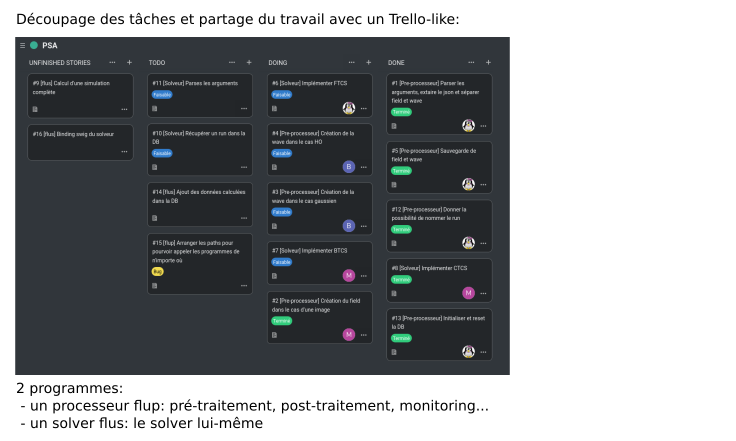 Découpage des tâches et partage du travail avec un Trello-like:
PSA
UNFINISHED STORIES
#9 [flus] Calcul d'une simulation
complète
#16 [flus] Binding swig du solveur
TODO
#11 [Solveur] Parses les arguments
Faisable
#10 [Solveur] Récupérer un run dans la
DB
Faisable
#14 [flus] Ajout des données calculées
dans la DB
#15 [flup] Arranger les paths pour
pourvoir appeler les programmes de
n'importe où
Bug
DOING
#6 [Solveur] Implémenter FTCS
Faisable
#4 [Pre-processeur] Création de la
wave dans le cas HO
Faisable
B
#3 [Pre-processeur] Création de la
wave dans le cas gaussien
Faisable
B
#7 [Solveur] Implémenter BTCS
Faisable
M
#2 [Pre-processeur] Création du field
dans le cas d'une image
Terminé
M
DONE
#1 [Pre-processeur] Parser les
arguments, extaire le json et séparer
field et wave
Terminé
#5 [Pre-processeur] Sauvegarde de
field et wave
Terminé
#12 [Pre-processeur] Donner la
possibilité de nommer le run
Terminé
#8 [Solveur] Implémenter CTCS
Terminé
M
#13 [Pre-processeur] Initialiser et reset
la DB
Terminé
2 programmes:
- un processeur flup: pré-traitement, post-traitement, monitoring...
- un solver flus: le solver lui-même